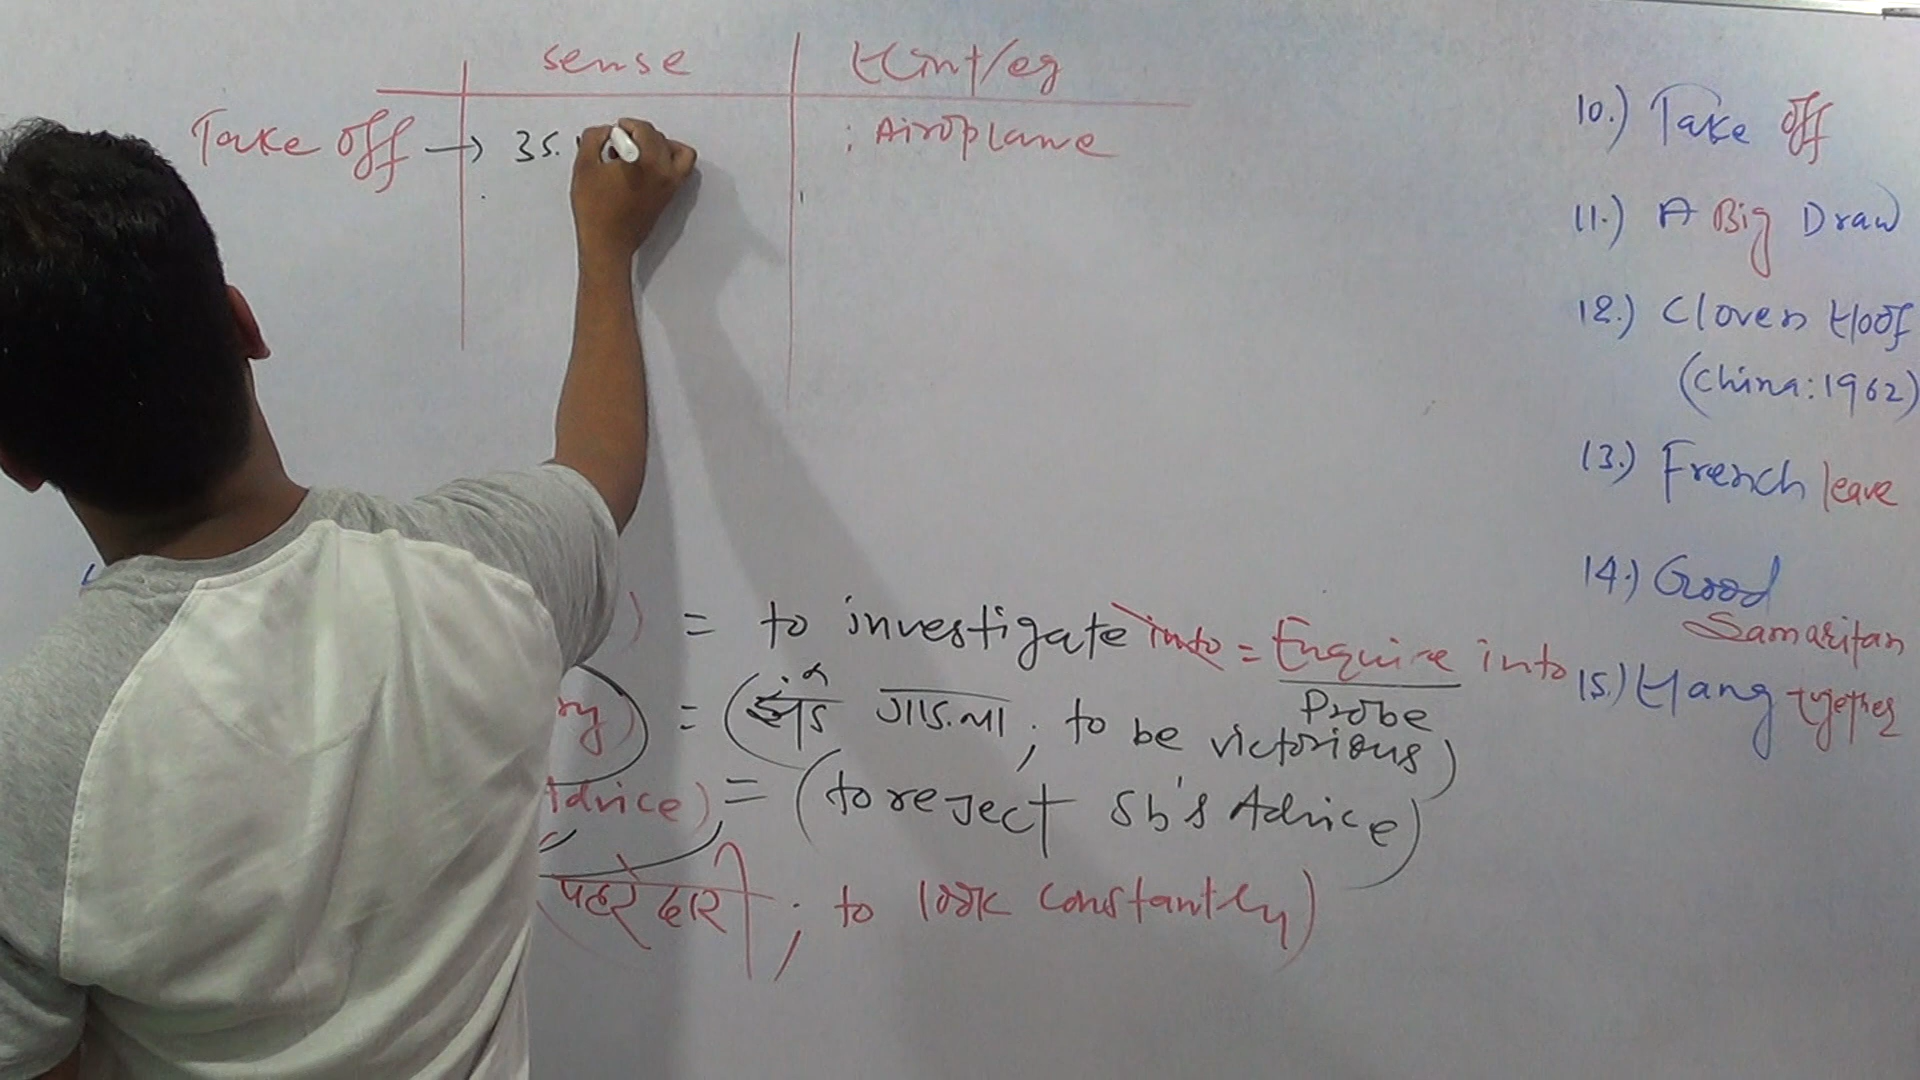 sense Hint/eg
Take off → : Airoplane
10.) Take off
11.) A Big Draw
12.) Cloven Hoof
(China:1962)
13.) French leave
14.) Good
Samaritan
15.) Hang together
) = to investigate into = Enquire into
Probe
ry) = (झंडा गाड़ना; to be victorious)
Advice) = (to reject sb's Advice)
(पहरेदारी; to look constantly)